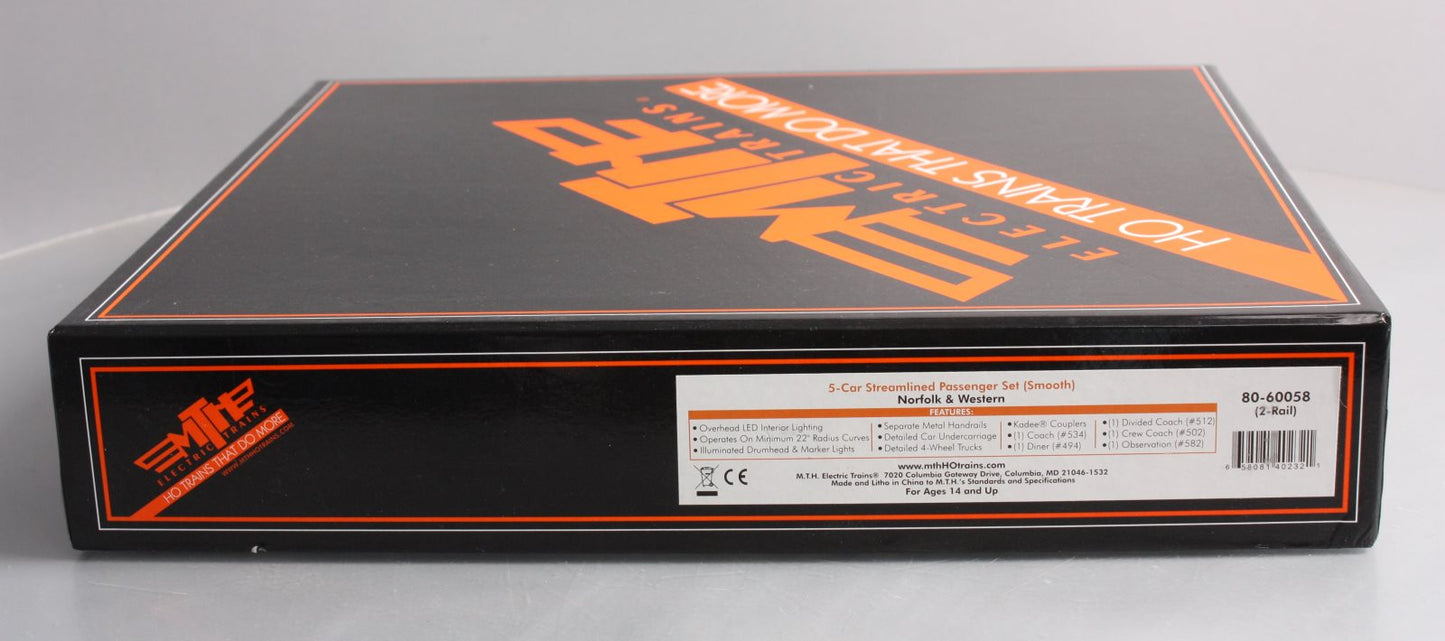 MTH
ELECTRIC TRAINS®
HO TRAINS THAT DO MORE
MTH
ELECTRIC TRAINS
HO TRAINS THAT DO MORE
WWW.MTHHOTRAINS.COM
5-Car Streamlined Passenger Set (Smooth)
Norfolk & Western
FEATURES:
• Overhead LED Interior Lighting
• Operates On Minimum 22" Radius Curves
• Illuminated Drumhead & Marker Lights
• Separate Metal Handrails
• Detailed Car Undercarriage
• Detailed 4-Wheel Trucks
• Kadee® Couplers
• (1) Coach (#534)
• (1) Diner (#494)
• (1) Divided Coach (#512)
• (1) Crew Coach (#502)
• (1) Observation (#582)
www.mthHOtrains.com
M.T.H. Electric Trains® 7020 Columbia Gateway Drive, Columbia, MD 21046-1532
Made and Litho in China to M.T.H.'s Standards and Specifications
For Ages 14 and Up
CE
80-60058
(2-Rail)
6 58081 40232 1